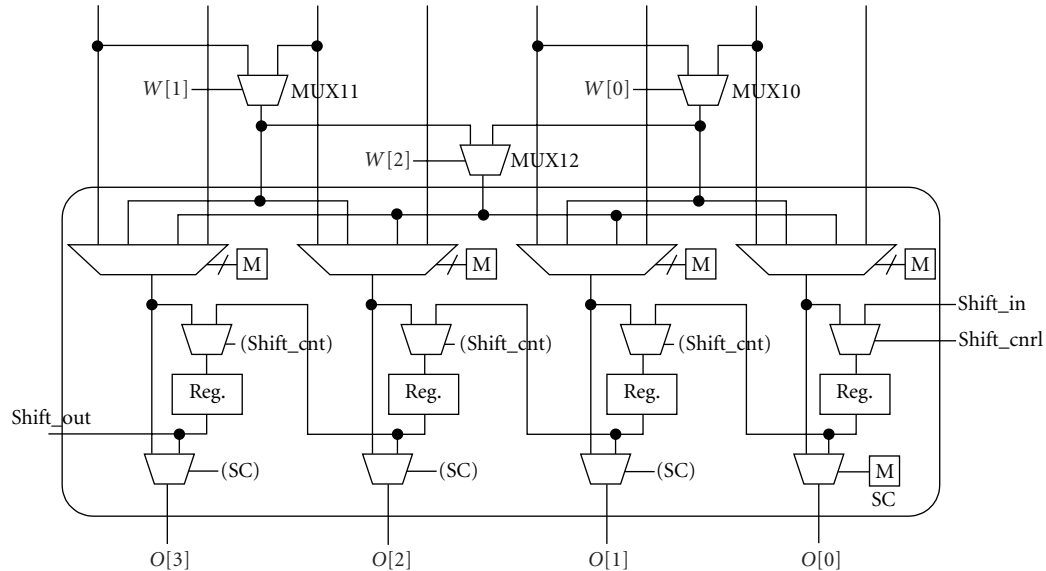 W[1]
MUX11
W[0]
MUX10
W[2]
MUX12
M
M
M
M
Shift_in
(Shift_cnt)
(Shift_cnt)
(Shift_cnt)
Shift_cnrl
Reg.
Reg.
Reg.
Reg.
Shift_out
(SC)
(SC)
(SC)
M
SC
O[3]
O[2]
O[1]
O[0]